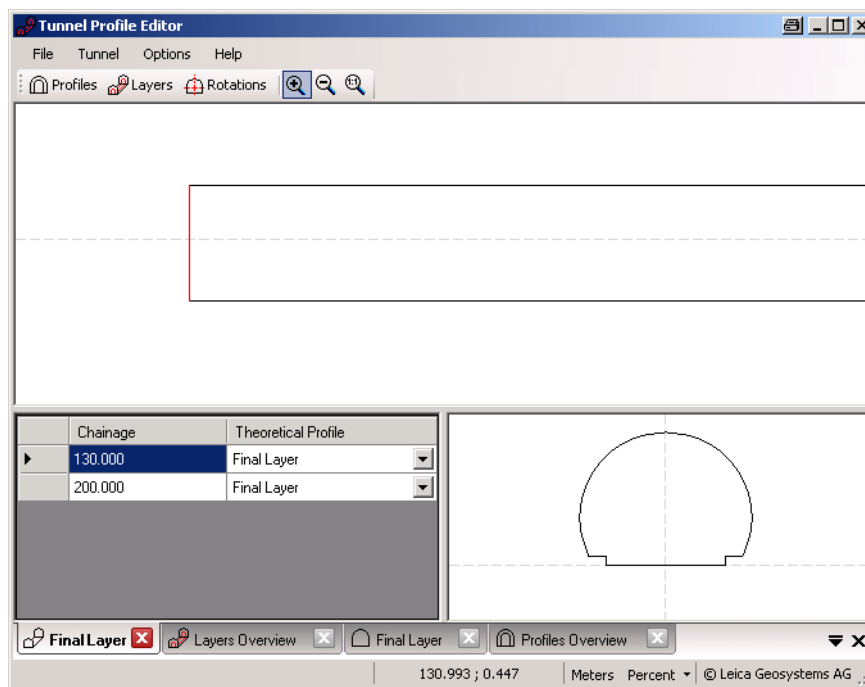 Tunnel Profile Editor
File Tunnel Options Help
Profiles Layers Rotations 1:1
Chainage Theoretical Profile
130.000 Final Layer
200.000 Final Layer
Final Layer Layers Overview Final Layer Profiles Overview
130.993 ; 0.447 Meters Percent © Leica Geosystems AG